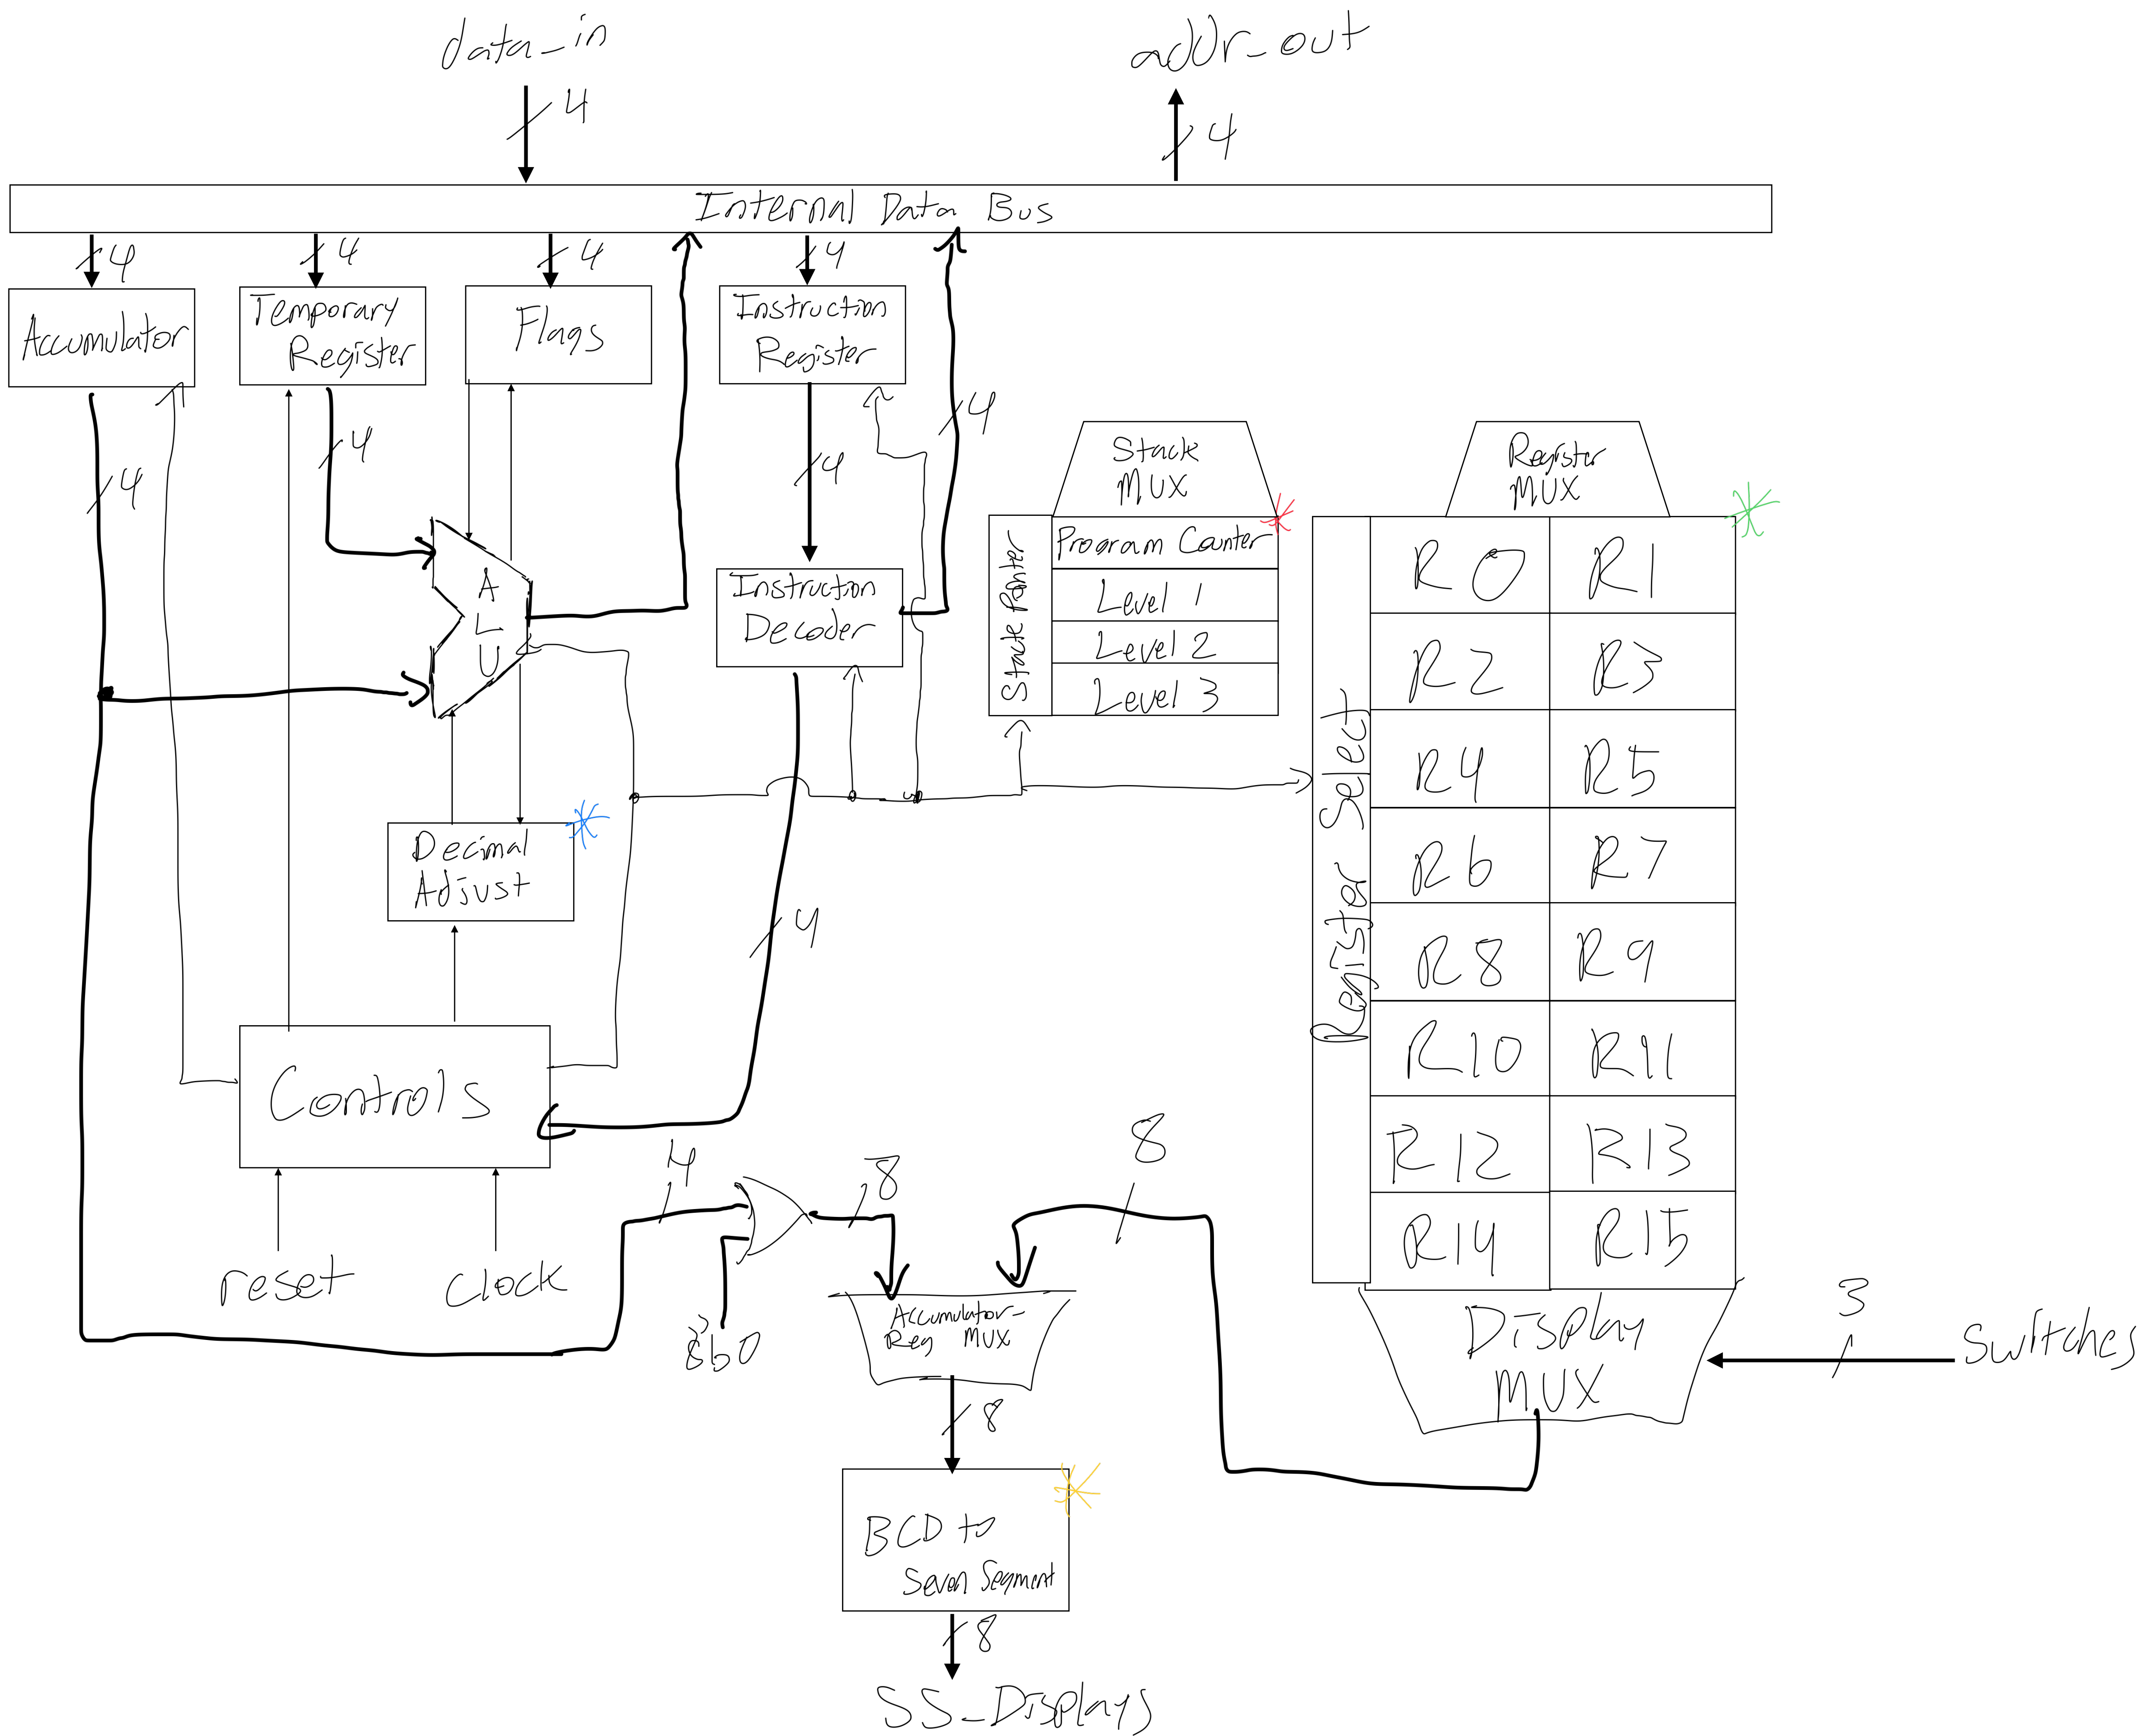 data_in
addr_out
4
4
Internal Data Bus
4
4
4
4
Accumulator
Temporary
Register
Flags
Instruction
Register
4
4
4
4
Stack
MUX
Register
MUX
Stack Pointer
Program Counter
Level 1
Level 2
Level 3
A
L
U
Instruction
Decoder
Register Select
R0
R1
R2
R3
R4
R5
R6
R7
R8
R9
R10
R11
R12
R13
R14
R15
Decimal
Adjust
4
Controls
reset
clock
4
8
8
8'b0
Accumulator-
Reg MUX
Display
MUX
3
Switches
8
BCD to
Seven Segment
8
SS_Displays